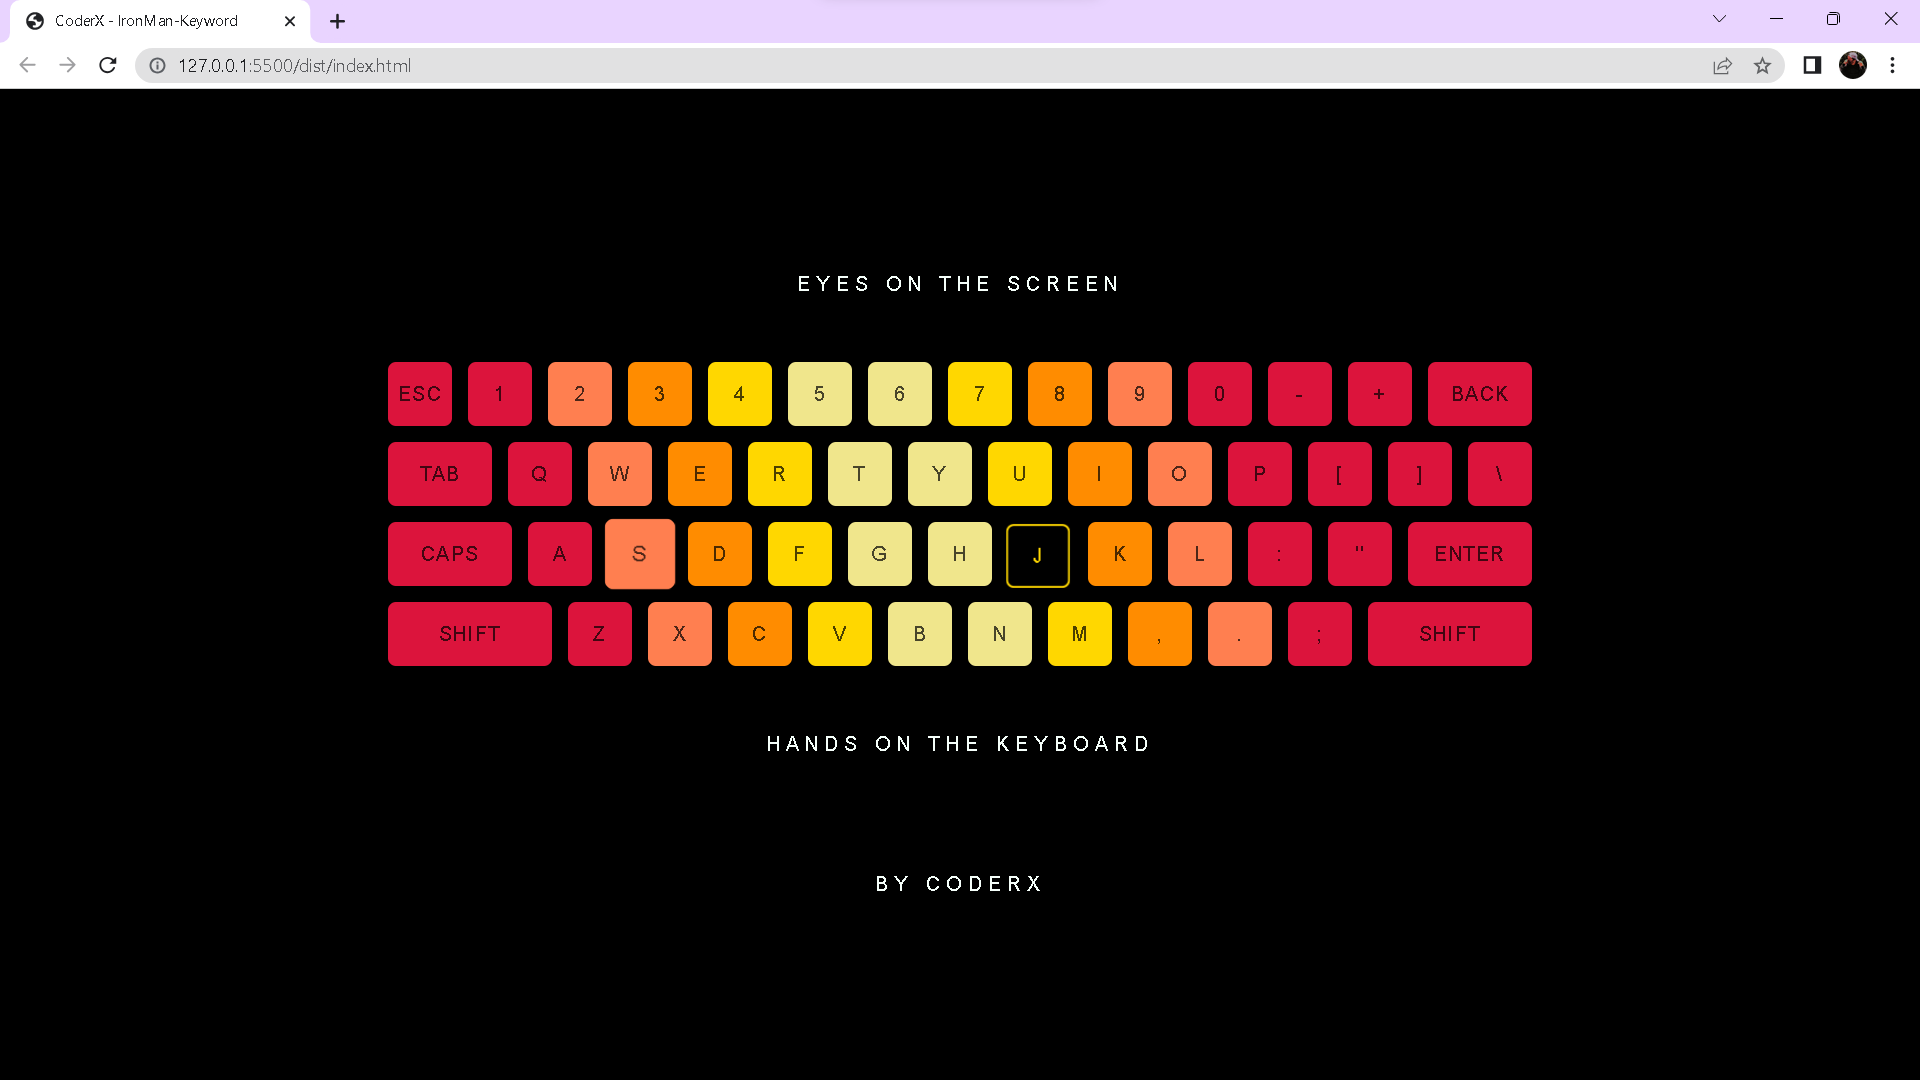 CoderX - IronMan-Keyword
127.0.0.1:5500/dist/index.html
EYES ON THE SCREEN
ESC 1 2 3 4 5 6 7 8 9 0 - + BACK
TAB Q W E R T Y U I O P [ ] \
CAPS A S D F G H J K L : " ENTER
SHIFT Z X C V B N M , . ; SHIFT
HANDS ON THE KEYBOARD
BY CODERX